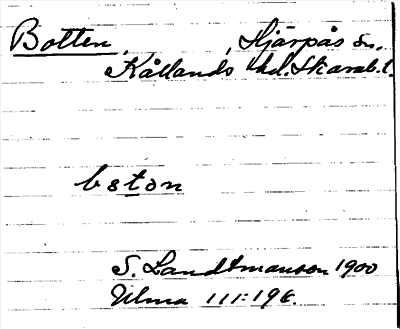 Botten, , Hjärpås sn,
Kållands hd. Skarab. l.
bston
S. Landtmanson 1900
Ulma 111:196.